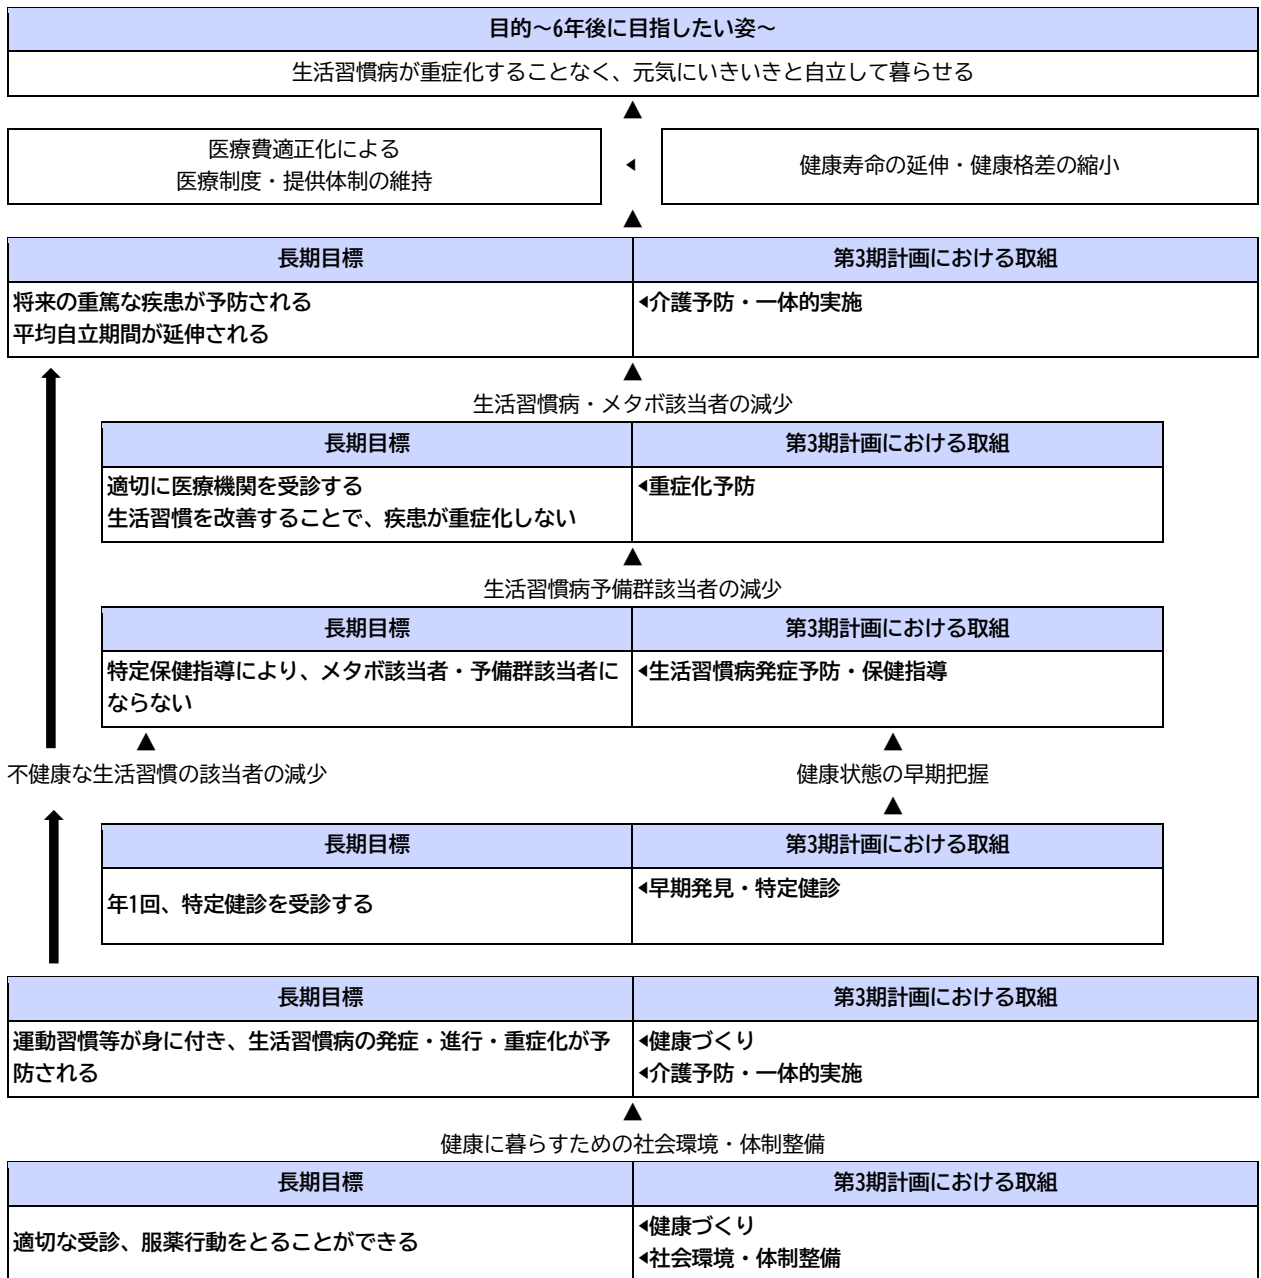 目的～6年後に目指したい姿～
生活習慣病が重症化することなく、元気にいきいきと自立して暮らせる
▲
医療費適正化による
医療制度・提供体制の維持
◂
健康寿命の延伸・健康格差の縮小
▲
長期目標
第3期計画における取組
将来の重篤な疾患が予防される
平均自立期間が延伸される
◂介護予防・一体的実施
▲
生活習慣病・メタボ該当者の減少
長期目標
第3期計画における取組
適切に医療機関を受診する
生活習慣を改善することで、疾患が重症化しない
◂重症化予防
▲
生活習慣病予備群該当者の減少
長期目標
第3期計画における取組
特定保健指導により、メタボ該当者・予備群該当者に
ならない
◂生活習慣病発症予防・保健指導
▲
▲
不健康な生活習慣の該当者の減少
健康状態の早期把握
▲
長期目標
第3期計画における取組
年1回、特定健診を受診する
◂早期発見・特定健診
長期目標
第3期計画における取組
運動習慣等が身に付き、生活習慣病の発症・進行・重症化が予
防される
◂健康づくり
◂介護予防・一体的実施
▲
健康に暮らすための社会環境・体制整備
長期目標
第3期計画における取組
適切な受診、服薬行動をとることができる
◂健康づくり
◂社会環境・体制整備